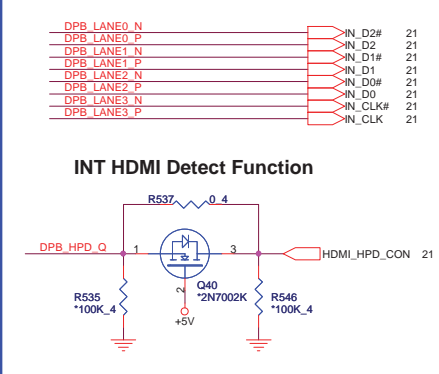 DPB_LANE0_N IN_D2# 21
DPB_LANE0_P IN_D2 21
DPB_LANE1_N IN_D1# 21
DPB_LANE1_P IN_D1 21
DPB_LANE2_N IN_D0# 21
DPB_LANE2_P IN_D0 21
DPB_LANE3_N IN_CLK# 21
DPB_LANE3_P IN_CLK 21
INT HDMI Detect Function
R537 0_4
DPB_HPD_Q 1 3 HDMI_HPD_CON 21
2
Q40
*2N7002K
R535
*100K_4
R546
*100K_4
+5V